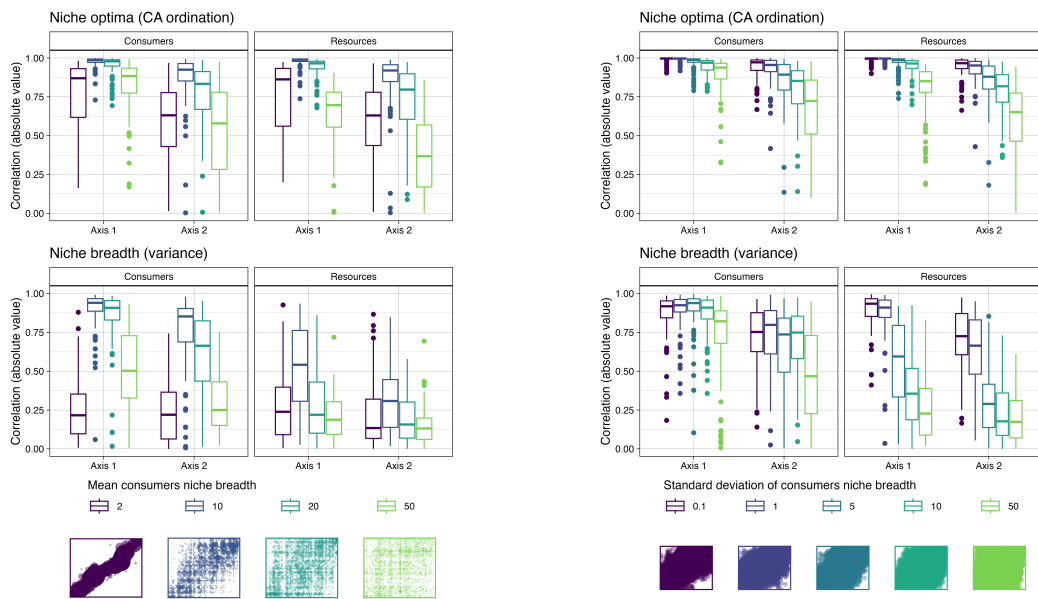 Niche optima (CA ordination)
Consumers
Resources
Correlation (absolute value)
1.00
0.75
0.50
0.25
0.00
Axis 1
Axis 2
Axis 1
Axis 2
Niche breadth (variance)
Consumers
Resources
Correlation (absolute value)
1.00
0.75
0.50
0.25
0.00
Axis 1
Axis 2
Axis 1
Axis 2
Mean consumers niche breadth
2
10
20
50
Niche optima (CA ordination)
Consumers
Resources
Correlation (absolute value)
1.00
0.75
0.50
0.25
0.00
Axis 1
Axis 2
Axis 1
Axis 2
Niche breadth (variance)
Consumers
Resources
Correlation (absolute value)
1.00
0.75
0.50
0.25
0.00
Axis 1
Axis 2
Axis 1
Axis 2
Standard deviation of consumers niche breadth
0.1
1
5
10
50